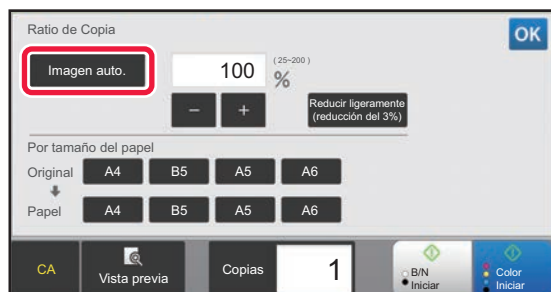 Ratio de Copia
OK
Imagen auto.
100
(25~200)
%
− +
Reducir ligeramente
(reducción del 3%)
Por tamaño del papel
Original A4 B5 A5 A6
Papel A4 B5 A5 A6
CA
Vista previa
Copias
1
B/N
Iniciar
Color
Iniciar